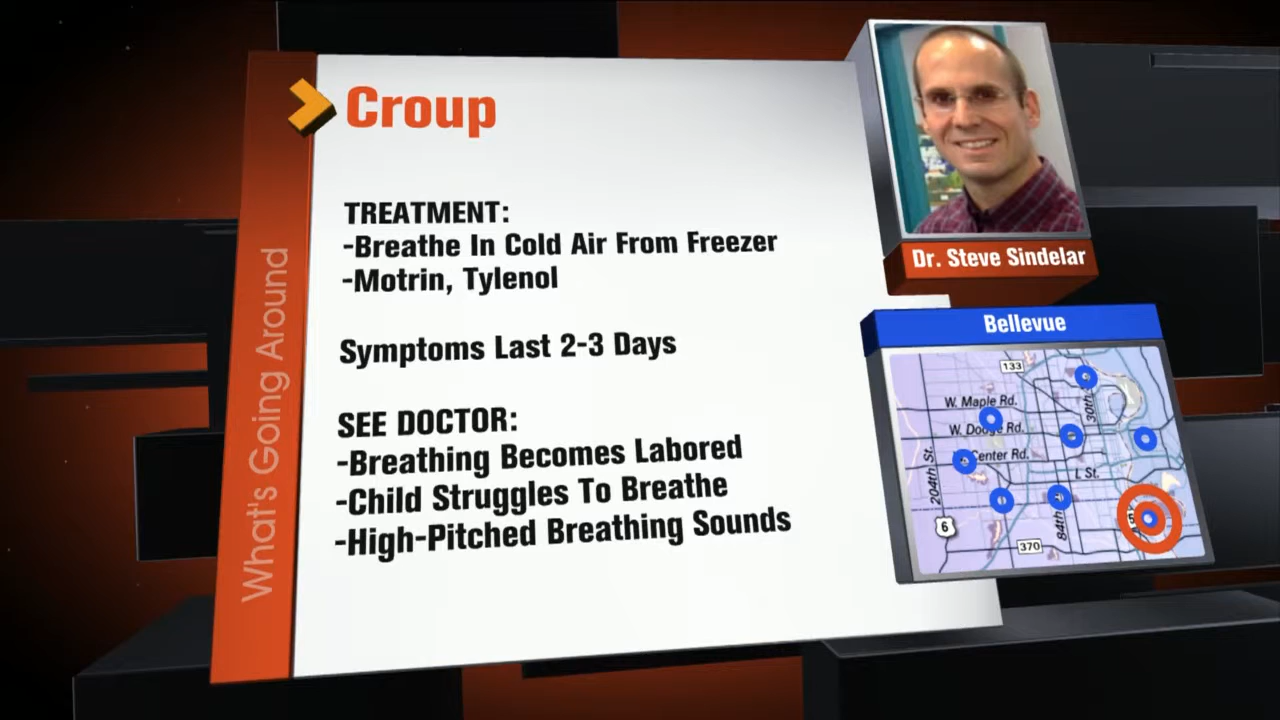 Croup
TREATMENT:
-Breathe In Cold Air From Freezer
-Motrin, Tylenol
Symptoms Last 2-3 Days
SEE DOCTOR:
-Breathing Becomes Labored
-Child Struggles To Breathe
-High-Pitched Breathing Sounds
What's Going Around
Dr. Steve Sindelar
Bellevue
133
W. Maple Rd.
30th
W. Dodge Rd.
Center Rd.
204th St.
L St.
84th
6
370